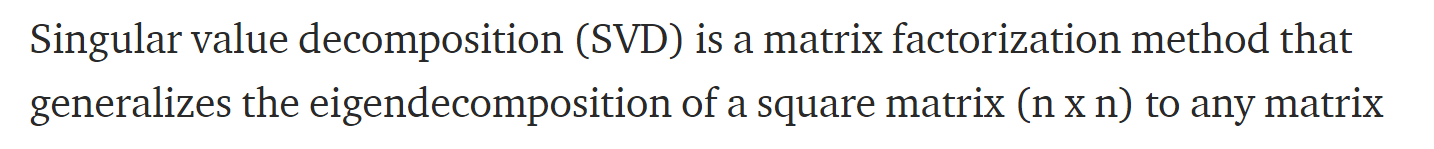 Singular value decomposition (SVD) is a matrix factorization method that
generalizes the eigendecomposition of a square matrix (n x n) to any matrix